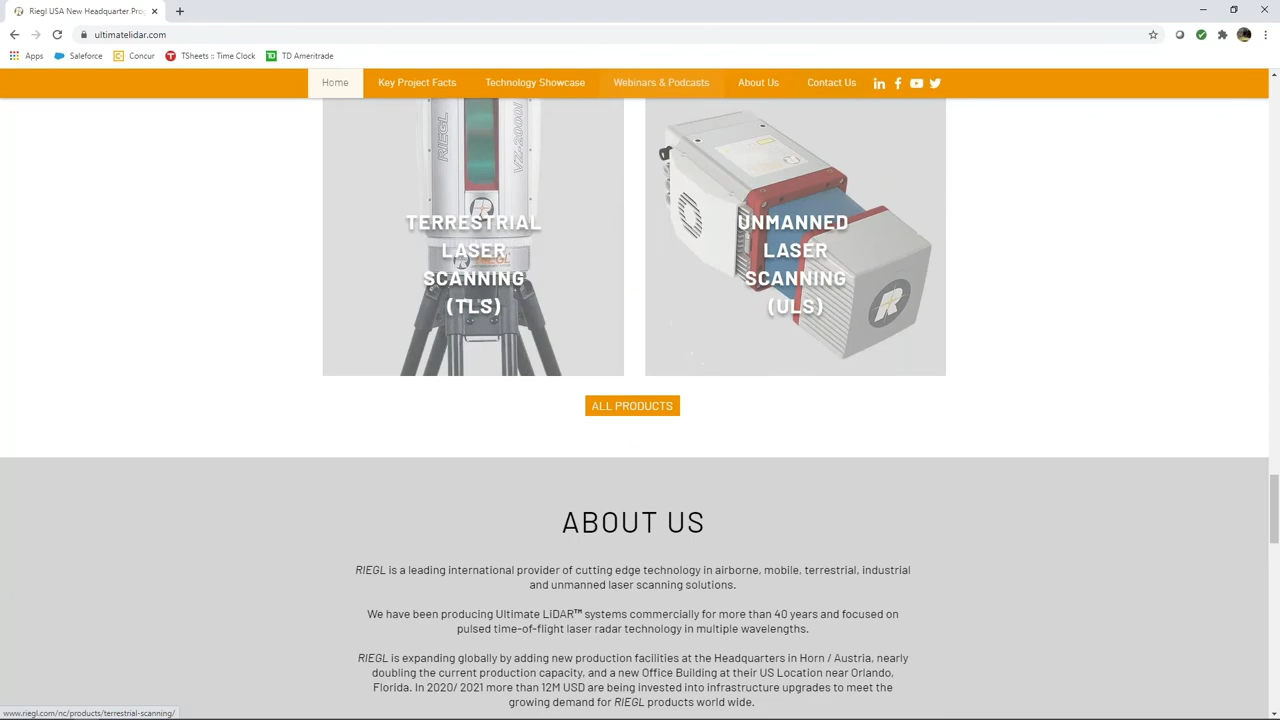 Riegl USA New Headquarter Pro
ultimatelidar.com
Apps Saleforce Concur TSheets :: Time Clock TD Ameritrade
Home Key Project Facts Technology Showcase Webinars & Podcasts About Us Contact Us
RIEGL
VZ-2000i
TERRESTRIAL
LASER
SCANNING
(TLS)
RIEGL
UNMANNED
LASER
SCANNING
(ULS)
ALL PRODUCTS
ABOUT US
RIEGL is a leading international provider of cutting edge technology in airborne, mobile, terrestrial, industrial
and unmanned laser scanning solutions.
We have been producing Ultimate LiDAR™ systems commercially for more than 40 years and focused on
pulsed time-of-flight laser radar technology in multiple wavelengths.
RIEGL is expanding globally by adding new production facilities at the Headquarters in Horn / Austria, nearly
doubling the current production capacity, and a new Office Building at their US Location near Orlando,
Florida. In 2020/ 2021 more than 12M USD are being invested into infrastructure upgrades to meet the
growing demand for RIEGL products world wide.
www.riegl.com/nc/products/terrestrial-scanning/